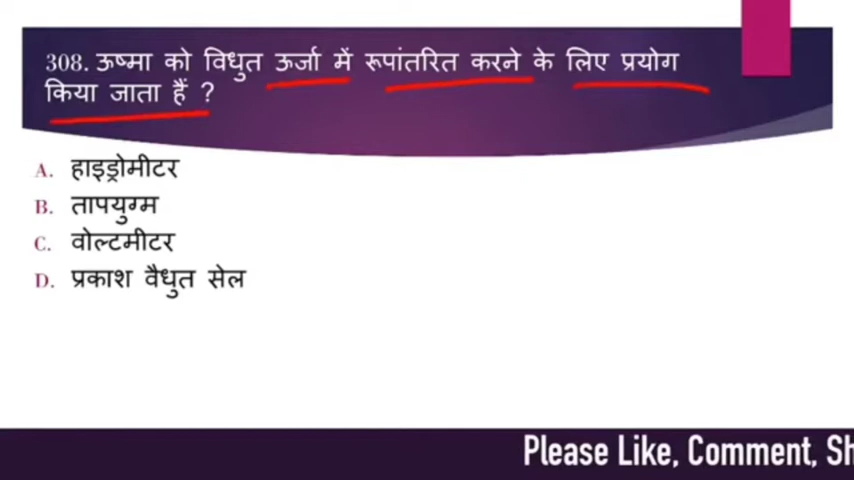 308. ऊष्मा को विधुत ऊर्जा में रूपांतरित करने के लिए प्रयोग
किया जाता हैं ?
A. हाइड्रोमीटर
B. तापयुग्म
C. वोल्टमीटर
D. प्रकाश वैधुत सेल
Please Like, Comment, Sh